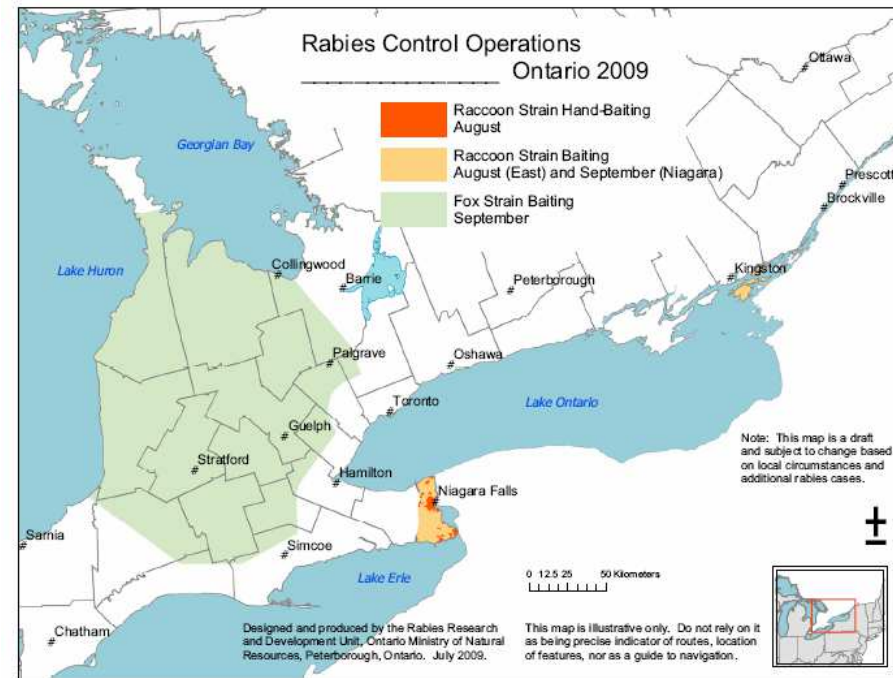 Rabies Control Operations
________________ Ontario 2009
Raccoon Strain Hand-Baiting
August
Raccoon Strain Baiting
August (East) and September (Niagara)
Fox Strain Baiting
September
Ottawa
Georgian Bay
Prescott
Brockville
Lake Huron
Collingwood
Barrie
Peterborough
Kingston
Palgrave
Oshawa
Toronto
Lake Ontario
Guelph
Stratford
Hamilton
Niagara Falls
Note: This map is a draft
and subject to change based
on local circumstances and
additional rabies cases.
Sarnia
Simcoe
Lake Erie
0 12.5 25 50 Kilometers
Chatham
Designed and produced by the Rabies Research
and Development Unit, Ontario Ministry of Natural
Resources, Peterborough, Ontario. July 2009.
This map is illustrative only. Do not rely on it
as being precise indicator of routes, location
of features, nor as a guide to navigation.